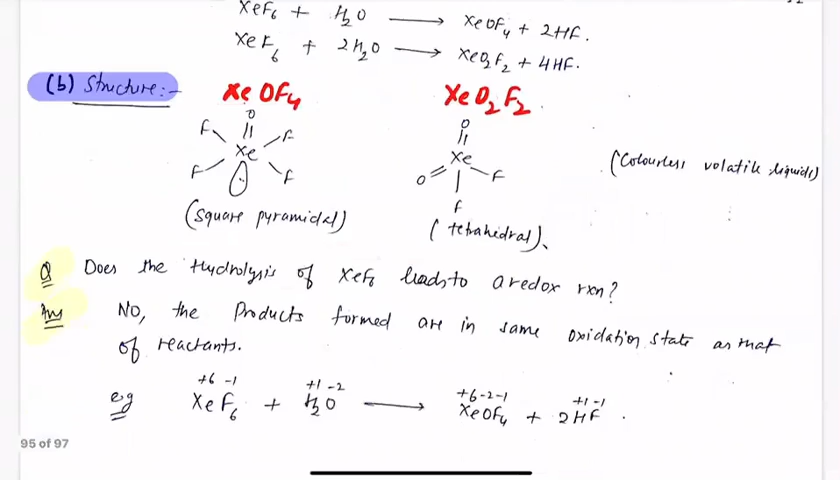 XeF6 + H2O ⟶ XeOF4 + 2HF.
XeF6 + 2H2O ⟶ XeO2F2 + 4HF.
(b) Structure:-
XeOF4 XeO2F2
O O
F F
Xe Xe
F F O F
F
(Square pyramidal) (tetrahedral)
(Colourless volatile liquids)
Q Does the Hydrolysis of XeF6 leads to a redox rxn?
Ans No, the Products formed are in same oxidation state as that
of reactants.
+6 -1 +1 -2 +6-2-1 +1 -1
eg XeF6 + H2O ⟶ XeOF4 + 2HF.
95 of 97